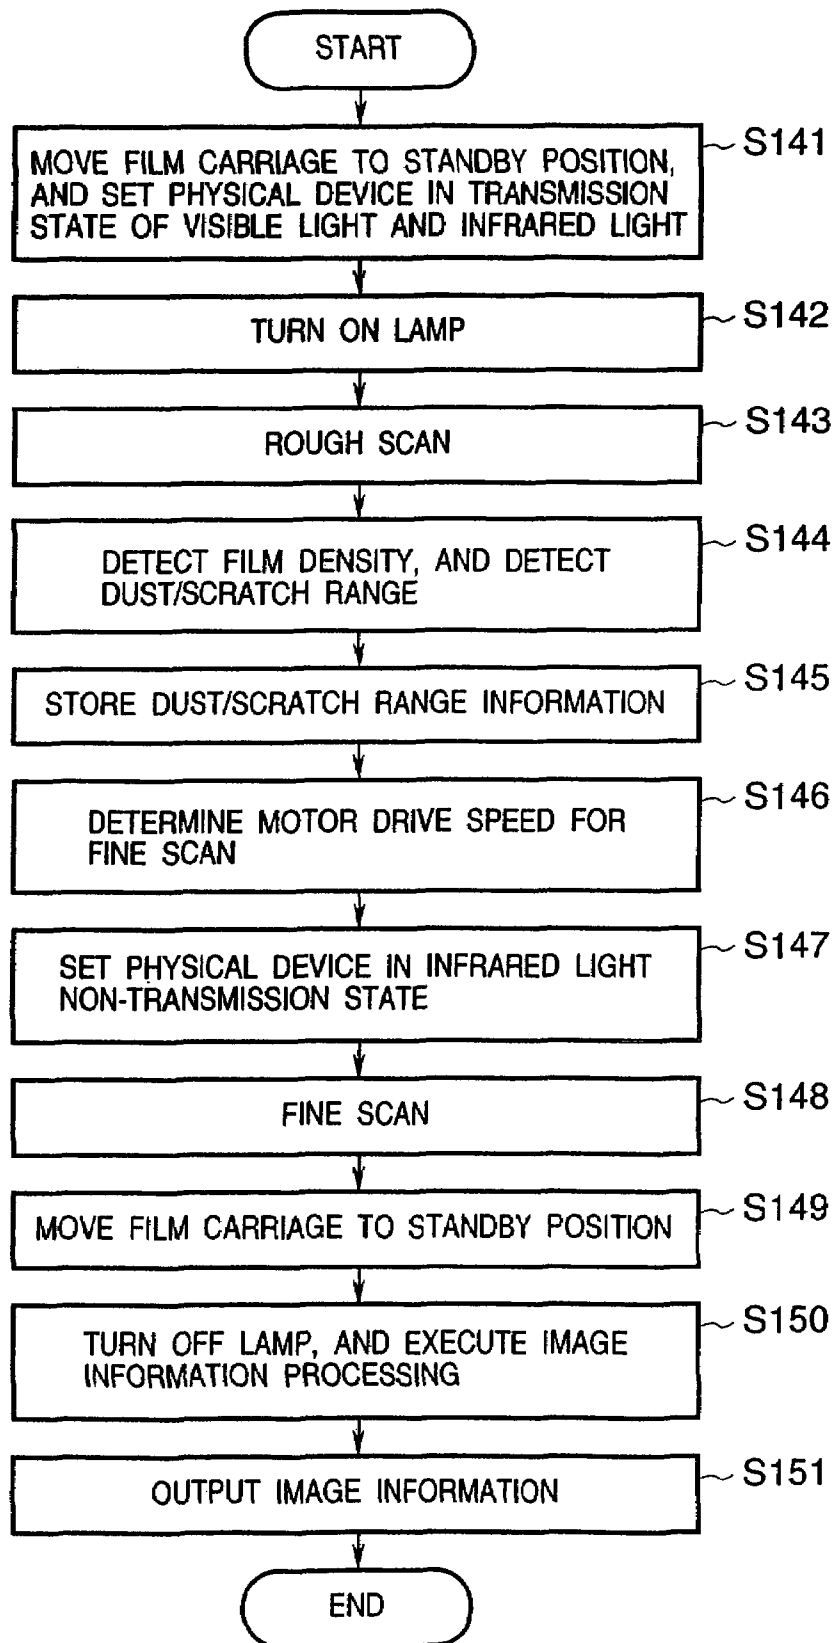 START
S141
MOVE FILM CARRIAGE TO STANDBY POSITION,
AND SET PHYSICAL DEVICE IN TRANSMISSION
STATE OF VISIBLE LIGHT AND INFRARED LIGHT
S142
TURN ON LAMP
S143
ROUGH SCAN
S144
DETECT FILM DENSITY, AND DETECT
DUST/SCRATCH RANGE
S145
STORE DUST/SCRATCH RANGE INFORMATION
S146
DETERMINE MOTOR DRIVE SPEED FOR
FINE SCAN
S147
SET PHYSICAL DEVICE IN INFRARED LIGHT
NON-TRANSMISSION STATE
S148
FINE SCAN
S149
MOVE FILM CARRIAGE TO STANDBY POSITION
S150
TURN OFF LAMP, AND EXECUTE IMAGE
INFORMATION PROCESSING
S151
OUTPUT IMAGE INFORMATION
END